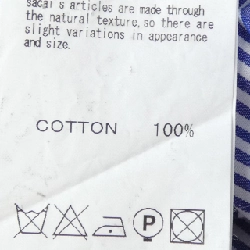 sacai's articles are made through
the natural texture, so there are
slight variations in appearance
and size.
COTTON 100%
P